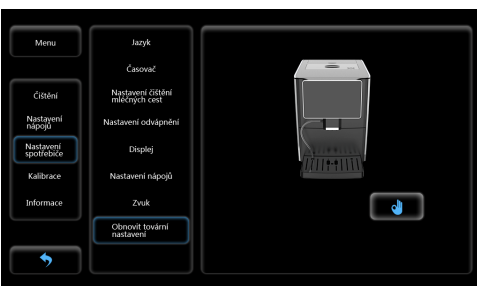 Menu
Čištění
Nastavení
nápojů
Nastavení
spotřebiče
Kalibrace
Informace
Jazyk
Časovač
Nastavení čištění
mléčných cest
Nastavení odvápnění
Displej
Nastavení nápojů
Zvuk
Obnovit tovární
nastavení